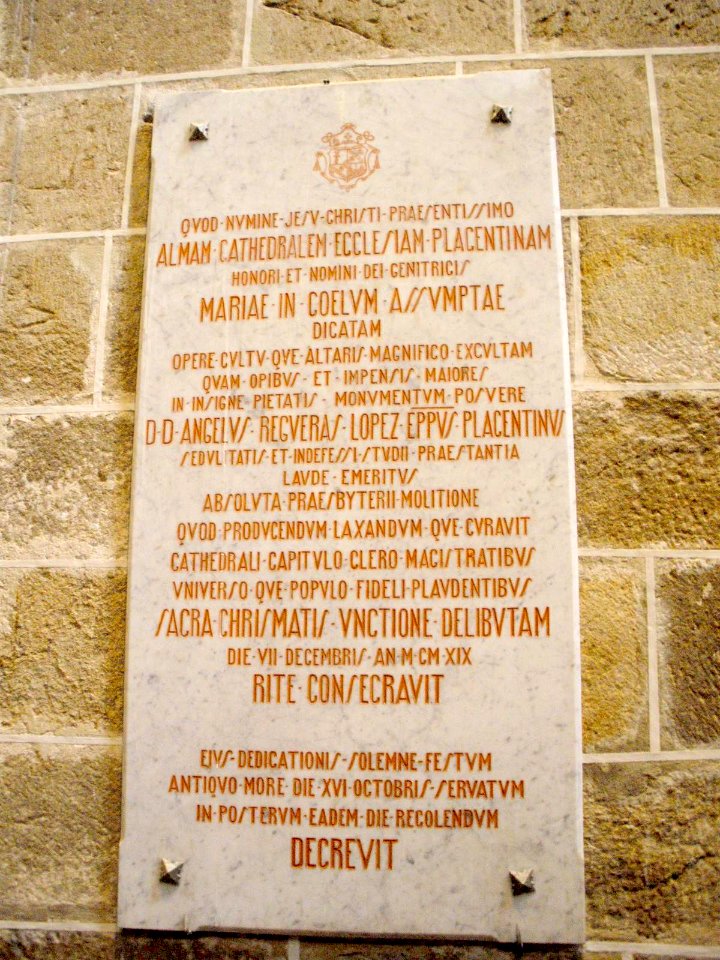 QVOD·NVMINE·JESV·CHRISTI·PRAESENTISSIMO
ALMAM·CATHEDRALEM·ECCLESIAM·PLACENTINAM
HONORI·ET·NOMINI·DEI·GENITRICIS
MARIAE·IN·COELVM·ASSVMPTAE
DICATAM
OPERE·CVLTV·QVE·ALTARIS·MAGNIFICO·EXCVLTAM
QVAM·OPIBVS·ET·IMPENSIS·MAIORES
IN·INSIGNE·PIETATIS·MONVMENTVM·POSVERE
D·D·ANGELVS·REGVERAS·LOPEZ·EPPVS·PLACENTINVS
SEDVLITATIS·ET·INDEFESSI·STVDII·PRAESTANTIA
LAVDE·EMERITVS
ABSOLVTA·PRAESBYTERII·MOLITIONE
QVOD·PRODVCENDVM·LAXANDVM·QVE·CVRAVIT
CATHEDRALI·CAPITVLO·CLERO·MAGISTRATIBVS
VNIVERSO·QVE·POPVLO·FIDELI·PLAVDENTIBVS
SACRA·CHRISMATIS·VNCTIONE·DELIBVTAM
DIE·VII·DECEMBRIS·AN·M·CM·XIX
RITE·CONSECRAVIT
EJVS·DEDICATIONIS·SOLEMNE·FESTVM
ANTIQVO·MORE·DIE·XVI·OCTOBRIS·SERVATVM
IN·POSTERVM·EADEM·DIE·RECOLENDVM
DECREVIT